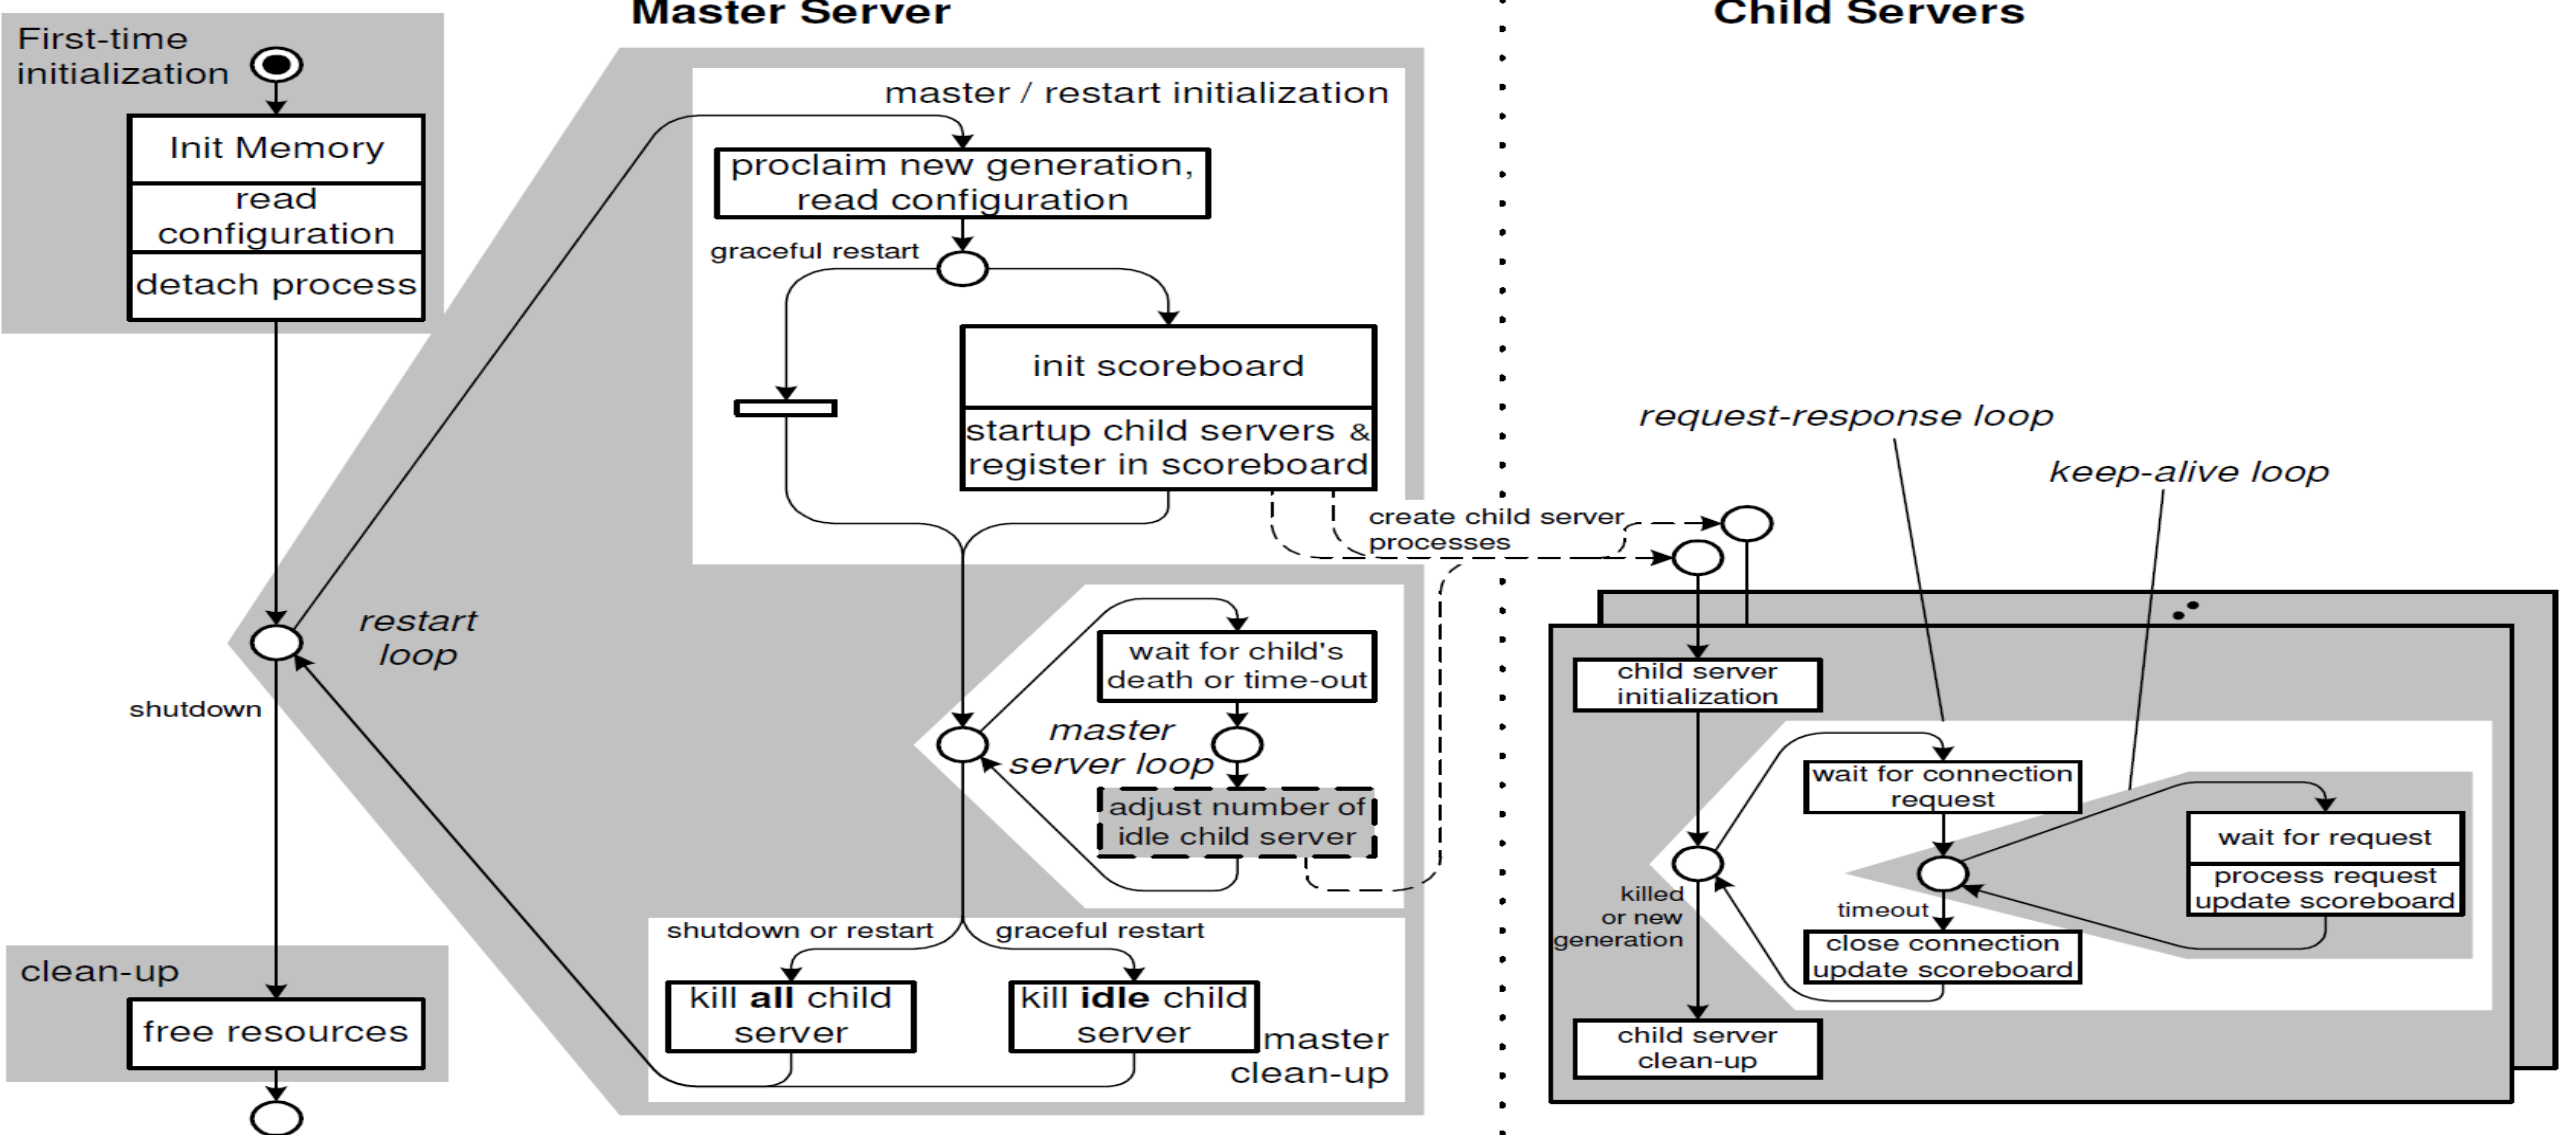 Master Server
Child Servers
First-time
initialization
Init Memory
read
configuration
detach process
master / restart initialization
proclaim new generation,
read configuration
graceful restart
init scoreboard
startup child servers &
register in scoreboard
create child server
processes
request-response loop
keep-alive loop
restart
loop
shutdown
wait for child's
death or time-out
master
server loop
adjust number of
idle child server
shutdown or restart
graceful restart
kill all child
server
kill idle child
server
master
clean-up
clean-up
free resources
child server
initialization
wait for connection
request
wait for request
process request
update scoreboard
killed
or new
generation
timeout
close connection
update scoreboard
child server
clean-up